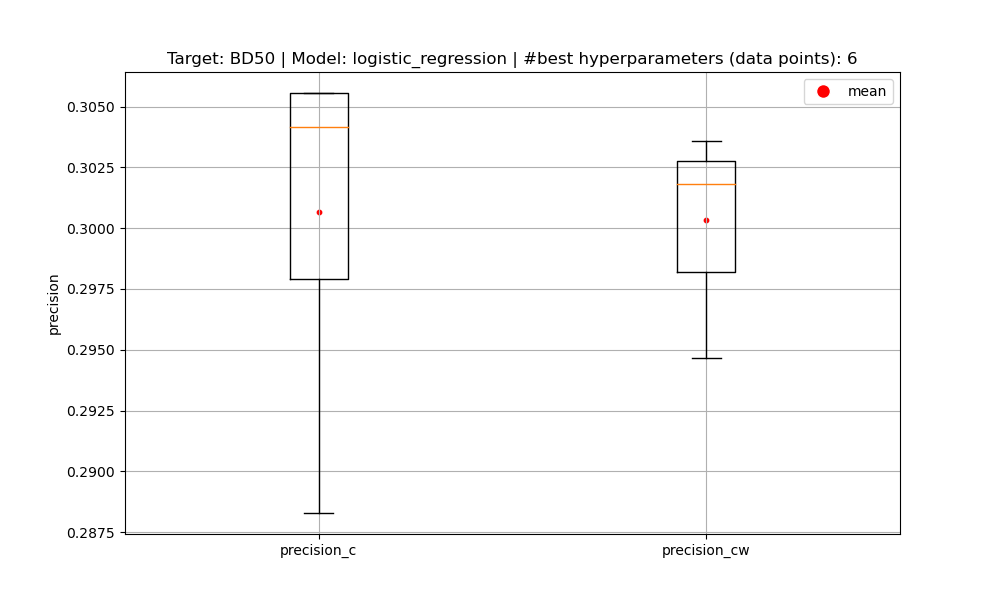 Target: BD50 | Model: logistic_regression | #best hyperparameters (data points): 6
mean
0.3050
0.3025
0.3000
0.2975
0.2950
0.2925
0.2900
0.2875
precision
precision_c
precision_cw